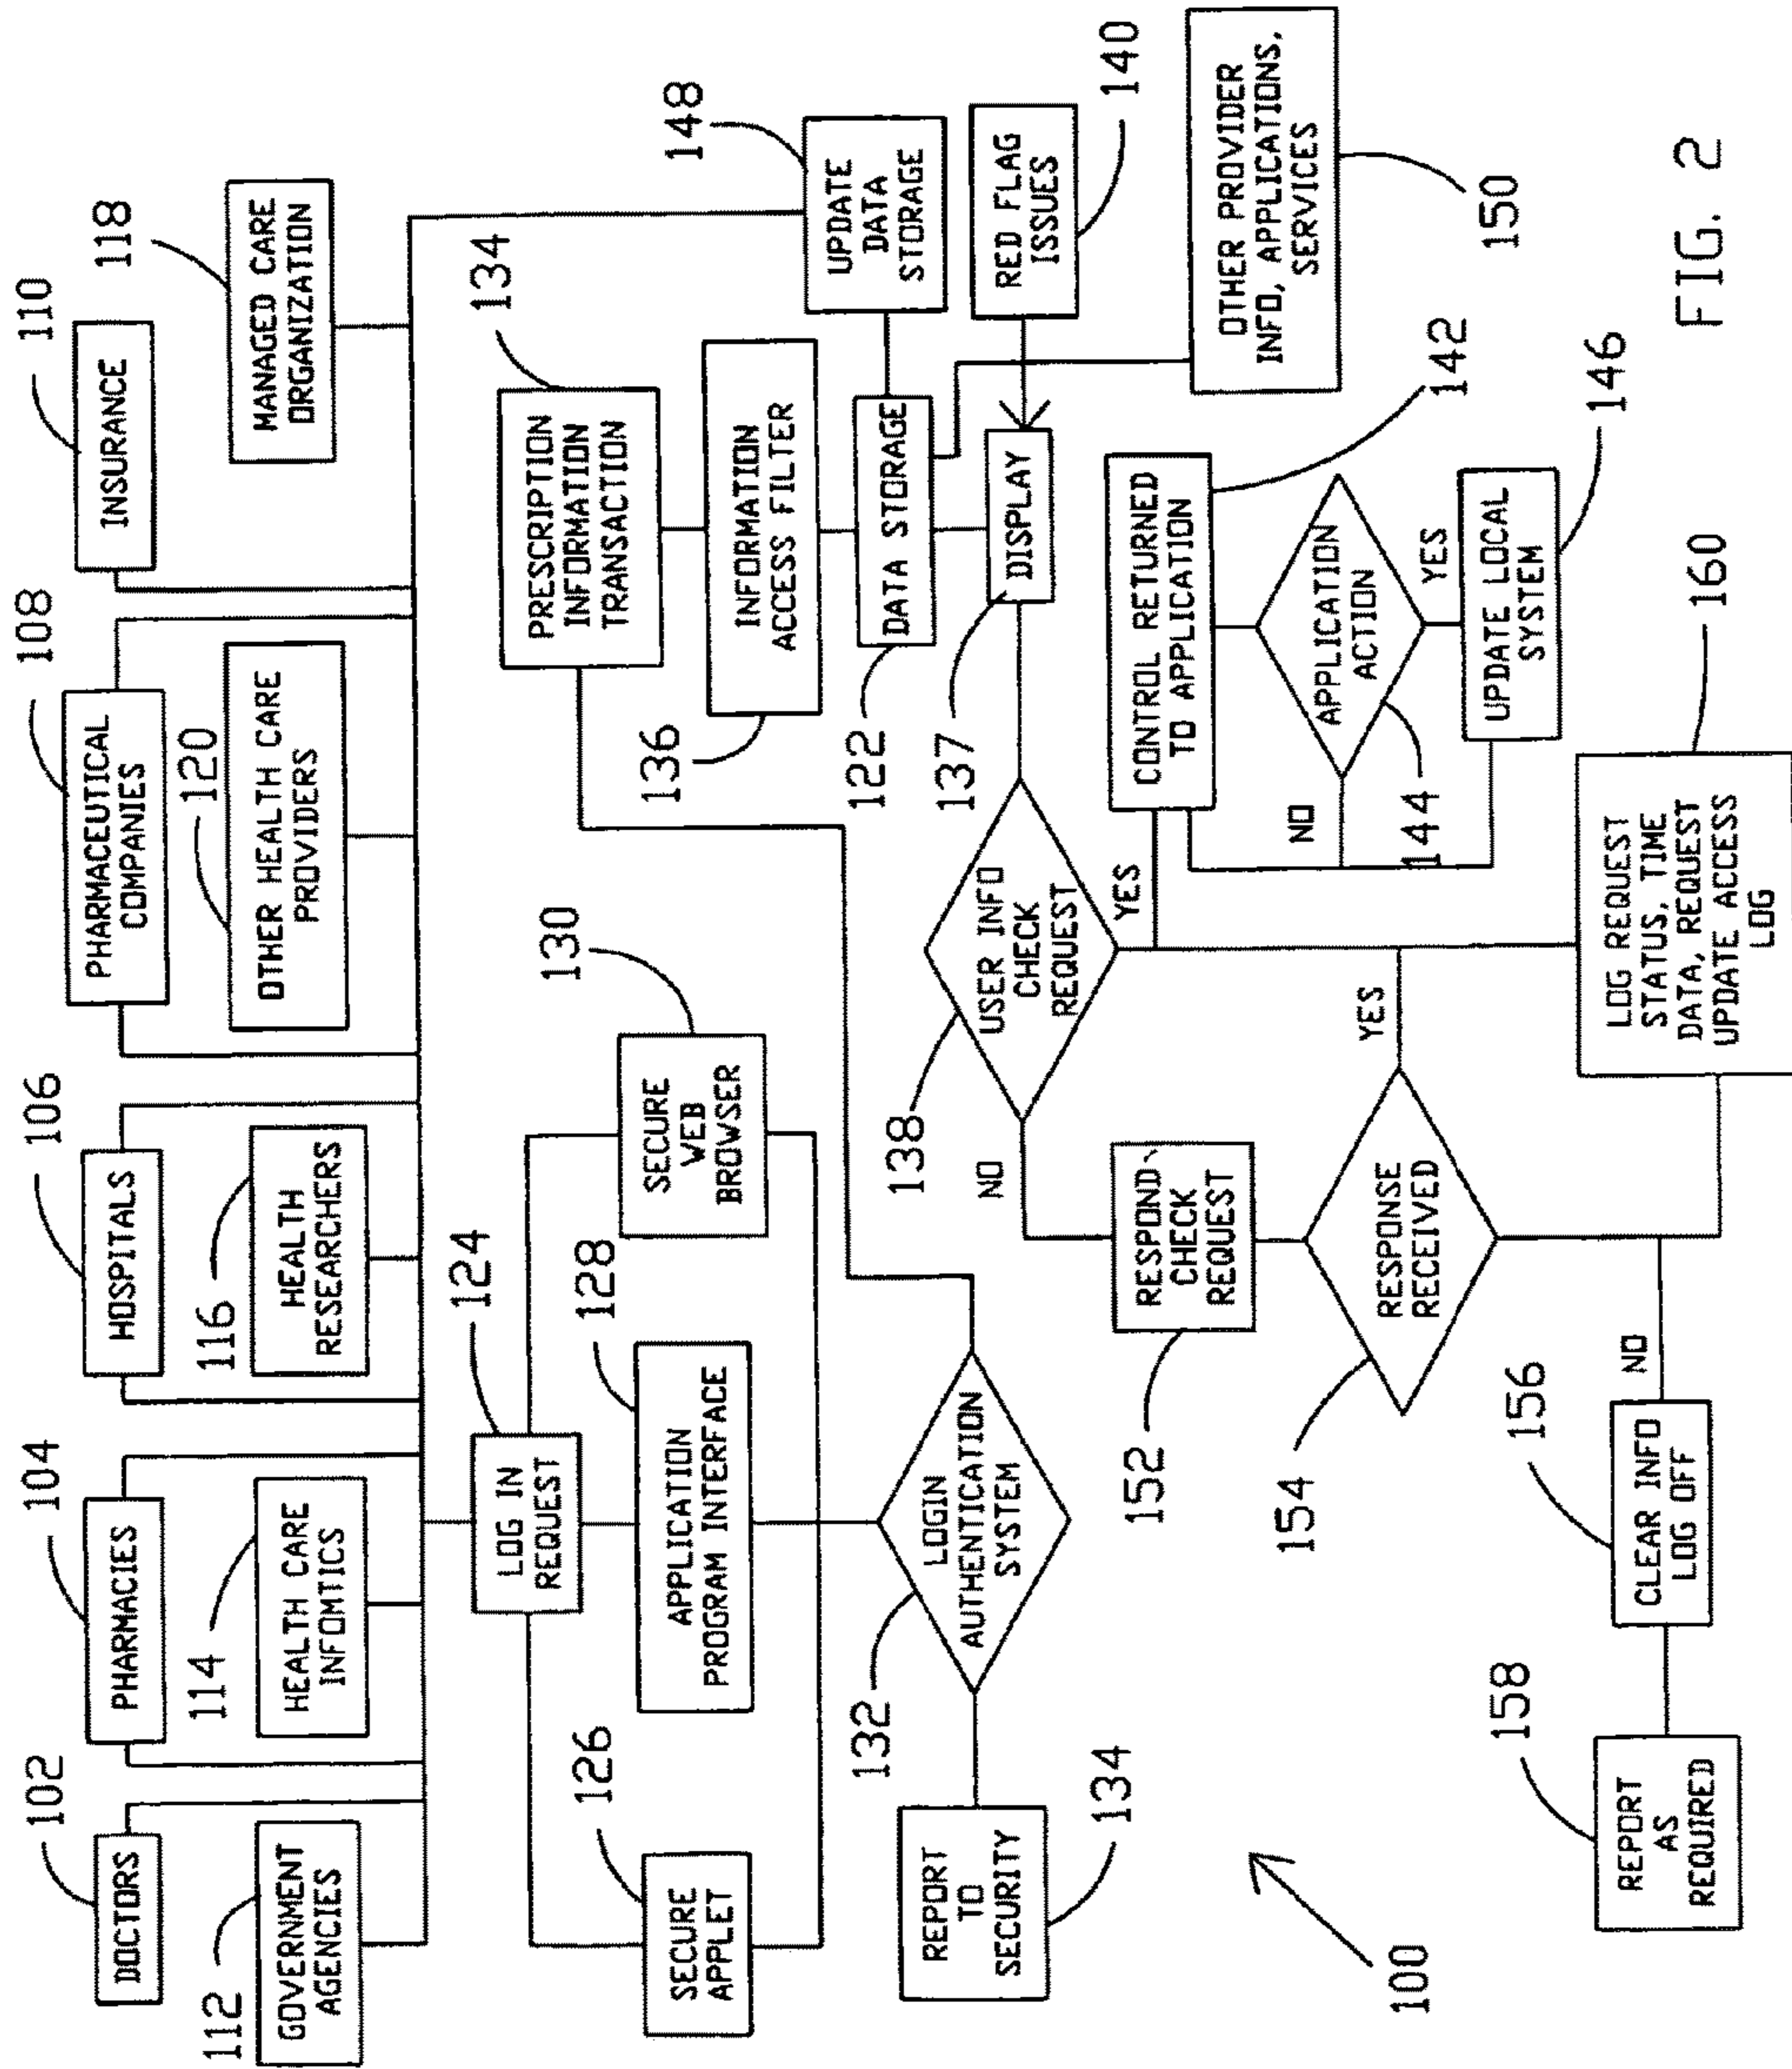 102
DOCTORS
104
PHARMACIES
106
HOSPITALS
108
PHARMACEUTICAL
COMPANIES
110
INSURANCE
112
GOVERNMENT
AGENCIES
114
HEALTH CARE
INFOMTICS
116
HEALTH
RESEARCHERS
120
OTHER HEALTH CARE
PROVIDERS
118
MANAGED CARE
ORGANIZATION
124
LOG IN
REQUEST
126
SECURE
APPLET
128
APPLICATION
PROGRAM INTERFACE
130
SECURE
WEB
BROWSER
132
LOGIN
AUTHENTICATION
SYSTEM
REPORT
TO
SECURITY
134
134
PRESCRIPTION
INFORMATION
TRANSACTION
136
INFORMATION
ACCESS FILTER
148
UPDATE
DATA
STORAGE
122
DATA STORAGE
137
DISPLAY
RED FLAG
ISSUES
140
OTHER PROVIDER
INFO, APPLICATIONS,
SERVICES
150
138
USER INFO
CHECK
REQUEST
NO
YES
CONTROL RETURNED
TO APPLICATION
142
APPLICATION
ACTION
144
NO
YES
UPDATE LOCAL
SYSTEM
146
RESPOND
CHECK
REQUEST
152
RESPONSE
RECEIVED
154
YES
NO
156
CLEAR INFO
LOG OFF
158
REPORT
AS
REQUIRED
LOG REQUEST
STATUS, TIME
DATA, REQUEST
UPDATE ACCESS
LOG
160
100
FIG. 2